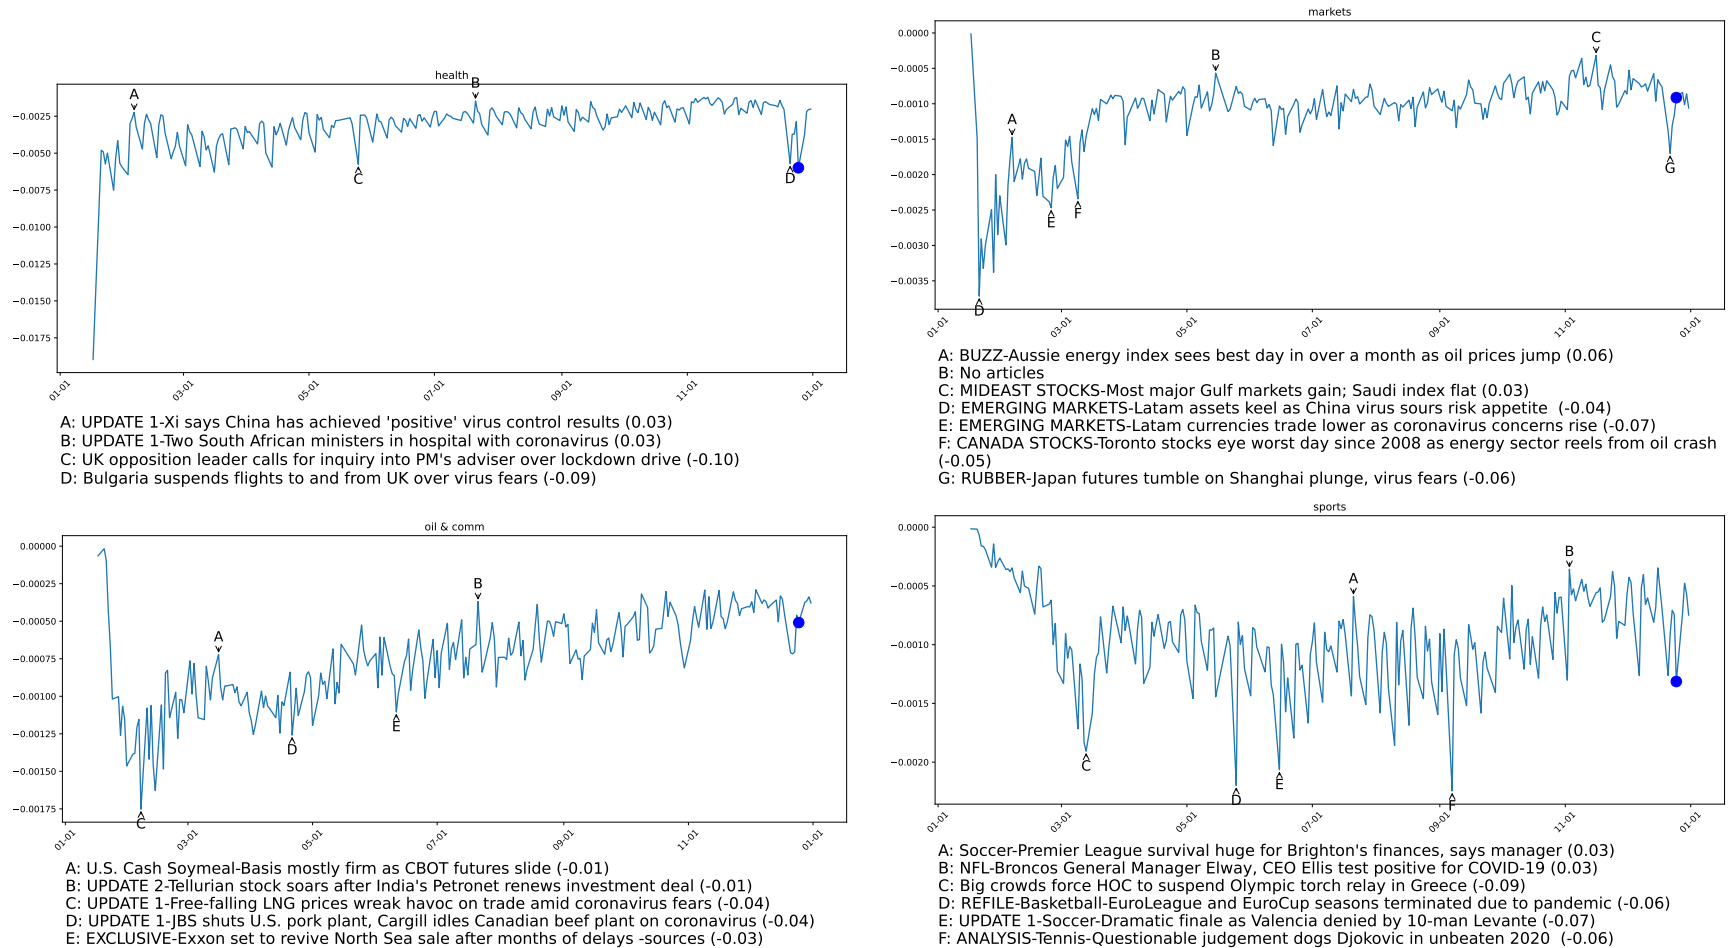 health
A
B
C
D
−0.0025
−0.0050
−0.0075
−0.0100
−0.0125
−0.0150
−0.0175
01-01
03-01
05-01
07-01
09-01
11-01
01-01
A: UPDATE 1-Xi says China has achieved 'positive' virus control results (0.03)
B: UPDATE 1-Two South African ministers in hospital with coronavirus (0.03)
C: UK opposition leader calls for inquiry into PM's adviser over lockdown drive (-0.10)
D: Bulgaria suspends flights to and from UK over virus fears (-0.09)
markets
A
B
C
D
E
F
G
0.0000
−0.0005
−0.0010
−0.0015
−0.0020
−0.0025
−0.0030
−0.0035
01-01
03-01
05-01
07-01
09-01
11-01
01-01
A: BUZZ-Aussie energy index sees best day in over a month as oil prices jump (0.06)
B: No articles
C: MIDEAST STOCKS-Most major Gulf markets gain; Saudi index flat (0.03)
D: EMERGING MARKETS-Latam assets keel as China virus sours risk appetite (-0.04)
E: EMERGING MARKETS-Latam currencies trade lower as coronavirus concerns rise (-0.07)
F: CANADA STOCKS-Toronto stocks eye worst day since 2008 as energy sector reels from oil crash
(-0.05)
G: RUBBER-Japan futures tumble on Shanghai plunge, virus fears (-0.06)
oil & comm
A
B
C
D
E
0.00000
−0.00025
−0.00050
−0.00075
−0.00100
−0.00125
−0.00150
−0.00175
01-01
03-01
05-01
07-01
09-01
11-01
01-01
A: U.S. Cash Soymeal-Basis mostly firm as CBOT futures slide (-0.01)
B: UPDATE 2-Tellurian stock soars after India's Petronet renews investment deal (-0.01)
C: UPDATE 1-Free-falling LNG prices wreak havoc on trade amid coronavirus fears (-0.04)
D: UPDATE 1-JBS shuts U.S. pork plant, Cargill idles Canadian beef plant on coronavirus (-0.04)
E: EXCLUSIVE-Exxon set to revive North Sea sale after months of delays -sources (-0.03)
sports
A
B
C
D
E
F
0.0000
−0.0005
−0.0010
−0.0015
−0.0020
01-01
03-01
05-01
07-01
09-01
11-01
01-01
A: Soccer-Premier League survival huge for Brighton's finances, says manager (0.03)
B: NFL-Broncos General Manager Elway, CEO Ellis test positive for COVID-19 (0.03)
C: Big crowds force HOC to suspend Olympic torch relay in Greece (-0.09)
D: REFILE-Basketball-EuroLeague and EuroCup seasons terminated due to pandemic (-0.06)
E: UPDATE 1-Soccer-Dramatic finale as Valencia denied by 10-man Levante (-0.07)
F: ANALYSIS-Tennis-Questionable judgement dogs Djokovic in unbeaten 2020 (-0.06)